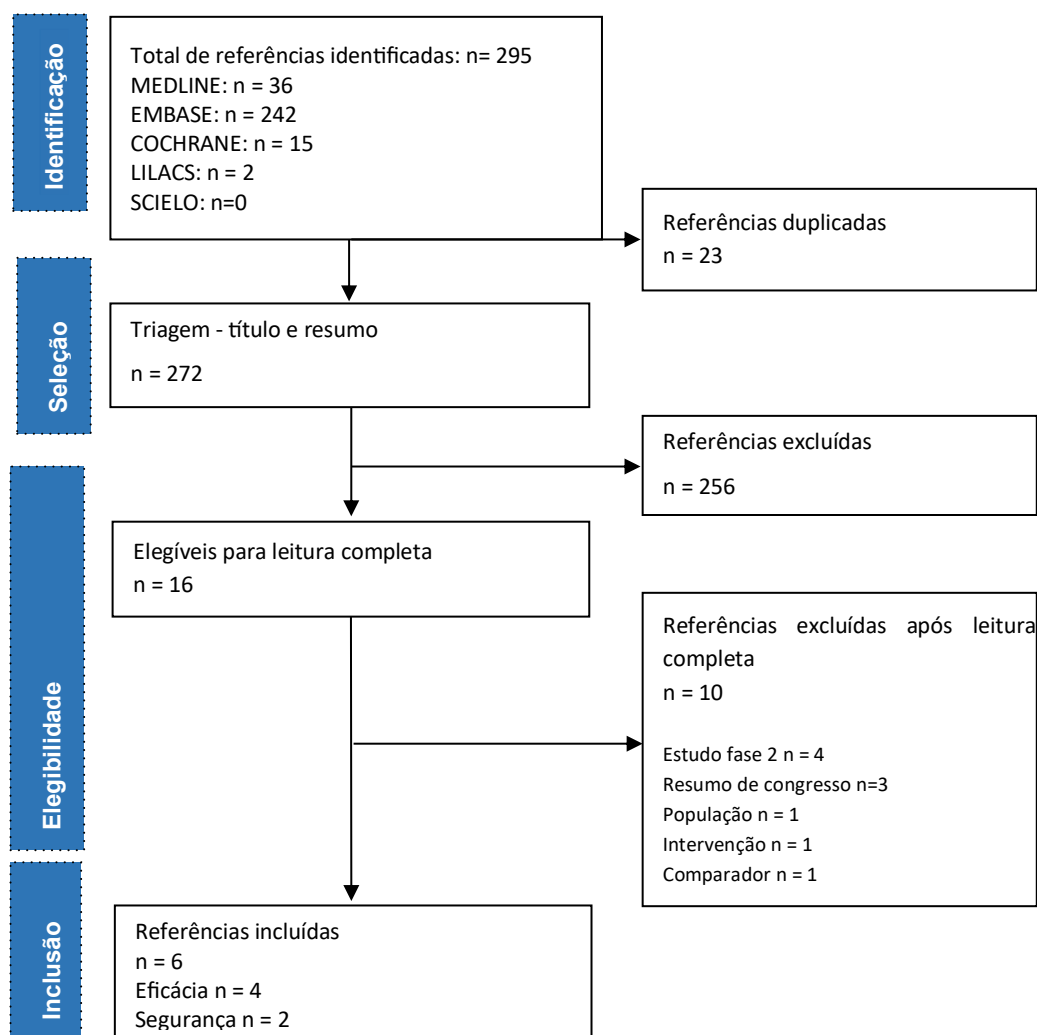 Identificação
Total de referências identificadas: n= 295
MEDLINE: n = 36
EMBASE: n = 242
COCHRANE: n = 15
LILACS: n = 2
SCIELO: n=0
Referências duplicadas
n = 23
Seleção
Triagem - título e resumo
n = 272
Referências excluídas
n = 256
Elegibilidade
Elegíveis para leitura completa
n = 16
Referências excluídas após leitura
completa
n = 10
Estudo fase 2 n = 4
Resumo de congresso n=3
População n = 1
Intervenção n = 1
Comparador n = 1
Inclusão
Referências incluídas
n = 6
Eficácia n = 4
Segurança n = 2